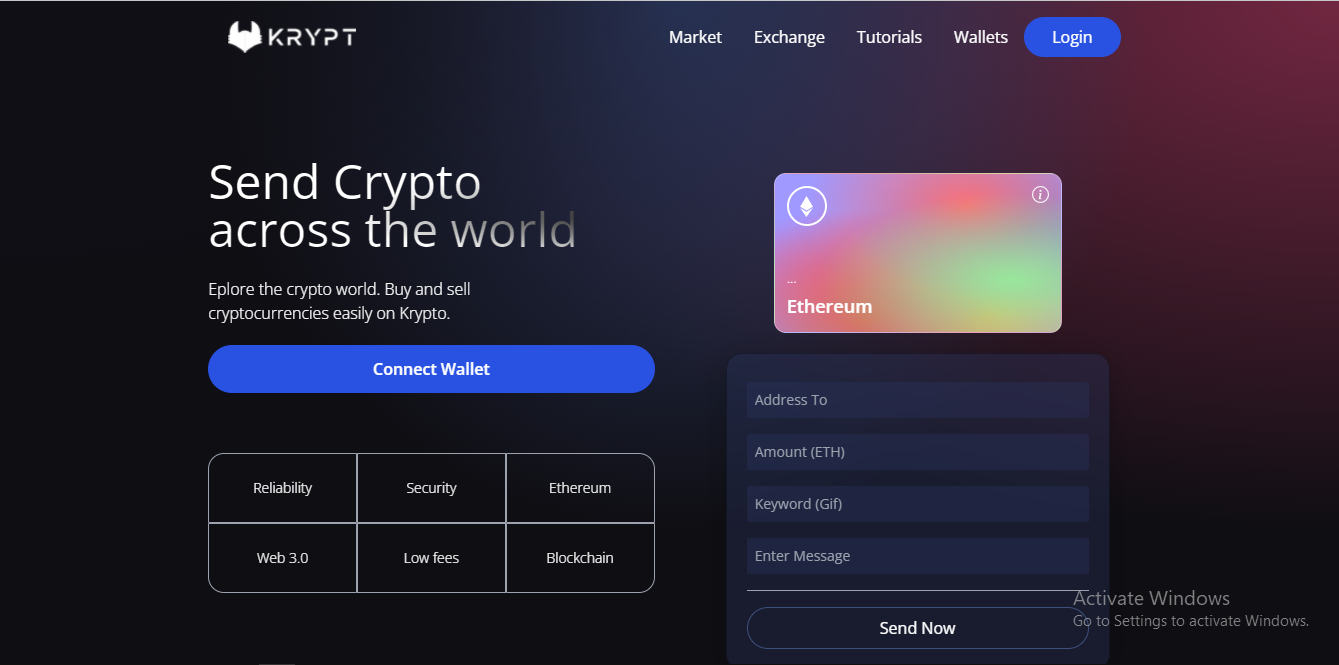 KRYPT
Market
Exchange
Tutorials
Wallets
Login
Send Crypto
across the world
Eplore the crypto world. Buy and sell
cryptocurrencies easily on Krypto.
Connect Wallet
Reliability
Security
Ethereum
Web 3.0
Low fees
Blockchain
...
Ethereum
Address To
Amount (ETH)
Keyword (Gif)
Enter Message
Send Now
Activate Windows
Go to Settings to activate Windows.